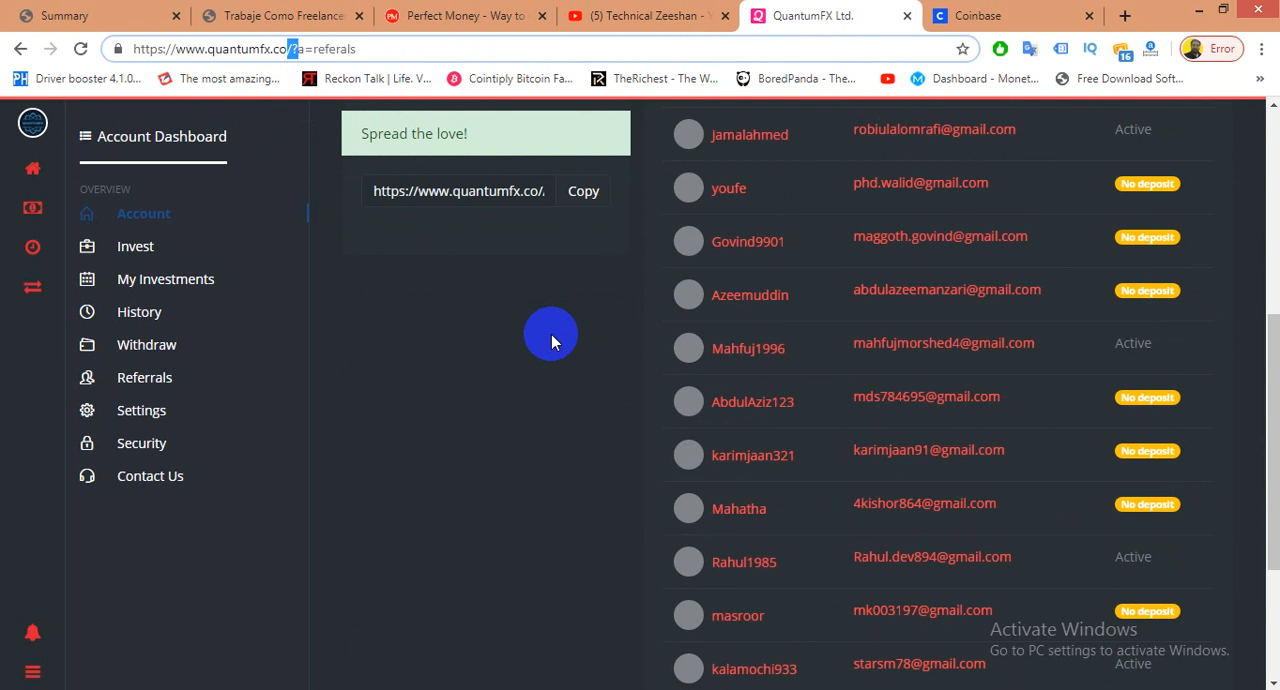 Summary
Trabaje Como Freelance
Perfect Money - Way to
(5) Technical Zeeshan - Y
QuantumFX Ltd.
Coinbase
https://www.quantumfx.co/?a=referals
16
Error
Driver booster 4.1.0...
The most amazing...
Reckon Talk | Life. V...
Cointiply Bitcoin Fa...
TheRichest - The W...
BoredPanda - The...
Dashboard - Monet...
Free Download Soft...
Account Dashboard
OVERVIEW
Account
Invest
My Investments
History
Withdraw
Referrals
Settings
Security
Contact Us
Spread the love!
https://www.quantumfx.co/
Copy
Jamalahmed robiulalomrafi@gmail.com Active
youfe phd.walid@gmail.com No deposit
Govind9901 maggoth.govind@gmail.com No deposit
Azeemuddin abdulazeemanzari@gmail.com No deposit
Mahfuj1996 mahfujmorshed4@gmail.com Active
AbdulAziz123 mds784695@gmail.com No deposit
karimjaan321 karimjaan91@gmail.com No deposit
Mahatha 4kishor864@gmail.com No deposit
Rahul1985 Rahul.dev894@gmail.com Active
masroor mk003197@gmail.com No deposit
kalamochi933 starsm78@gmail.com Active
Activate Windows
Go to PC settings to activate Windows.